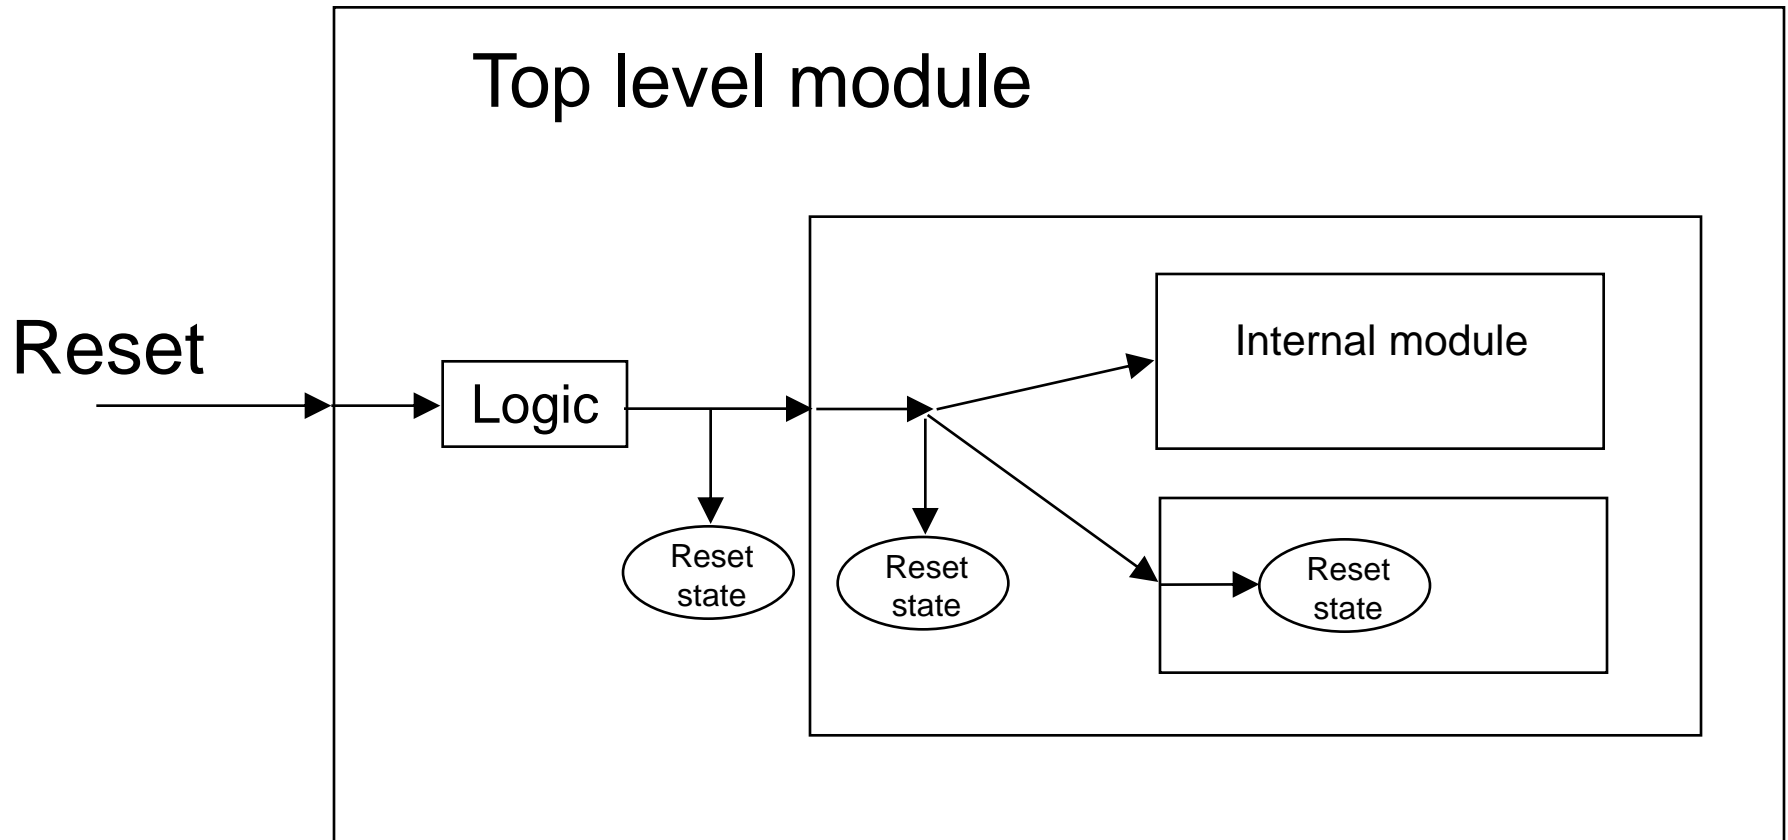 Top level module
Reset
Internal module
Logic
Reset
state
Reset
state
Reset
state